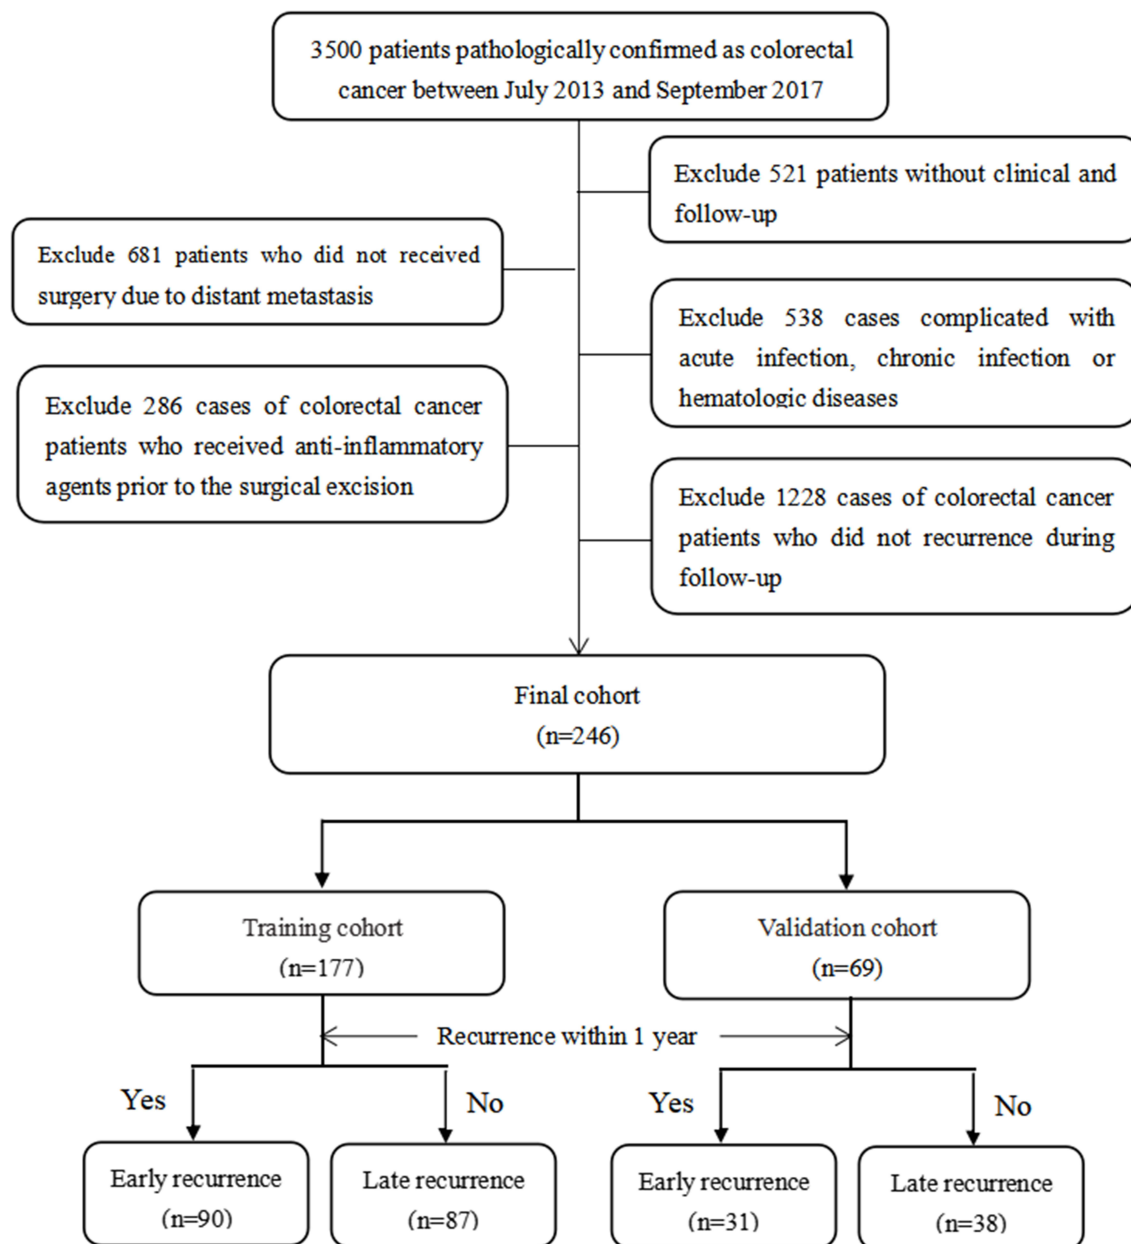 3500 patients pathologically confirmed as colorectal
cancer between July 2013 and September 2017
Exclude 521 patients without clinical and
follow-up
Exclude 681 patients who did not received
surgery due to distant metastasis
Exclude 538 cases complicated with
acute infection, chronic infection or
hematologic diseases
Exclude 286 cases of colorectal cancer
patients who received anti-inflammatory
agents prior to the surgical excision
Exclude 1228 cases of colorectal cancer
patients who did not recurrence during
follow-up
Final cohort
(n=246)
Training cohort
(n=177)
Validation cohort
(n=69)
Recurrence within 1 year
Yes
No
Yes
No
Early recurrence
(n=90)
Late recurrence
(n=87)
Early recurrence
(n=31)
Late recurrence
(n=38)